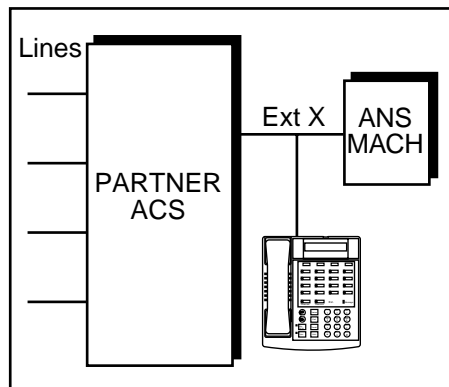 Lines
Ext X
ANS
MACH
PARTNER
ACS